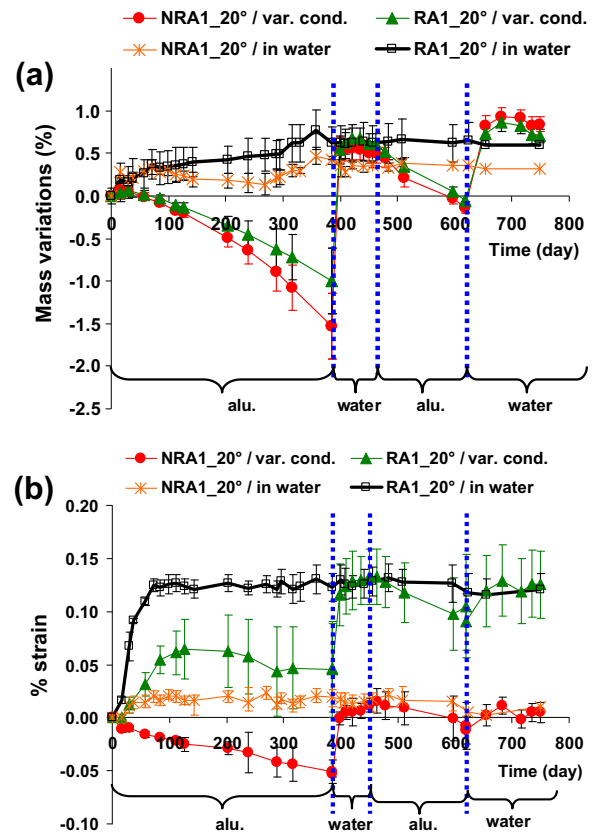 NRA1_20° / var. cond. RA1_20° / var. cond.
NRA1_20° / in water RA1_20° / in water
(a)
Mass variations (%)
1.0
0.5
0.0
-0.5
-1.0
-1.5
-2.0
-2.5
0 100 200 300 400 500 600 700 800
Time (day)
alu. water alu. water
NRA1_20° / var. cond. RA1_20° / var. cond.
NRA1_20° / in water RA1_20° / in water
(b)
% strain
0.20
0.15
0.10
0.05
0.00
-0.05
-0.10
0 100 200 300 400 500 600 700 800
Time (day)
alu. water alu. water